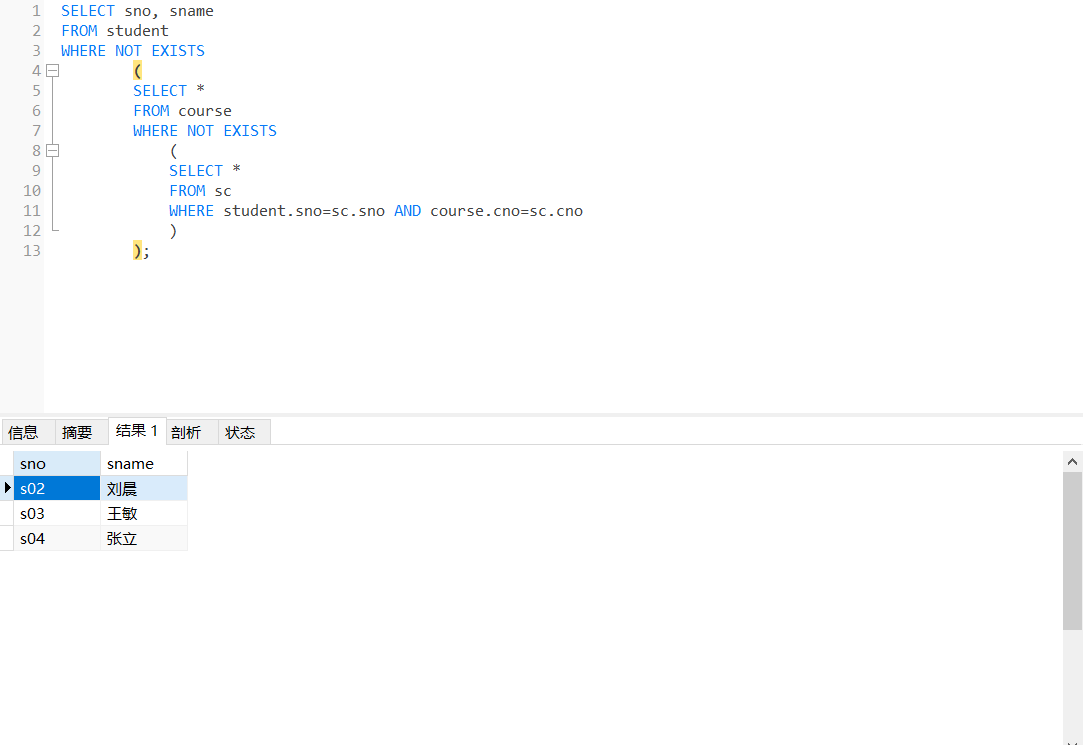 1 SELECT sno, sname
2 FROM student
3 WHERE NOT EXISTS
4 (
5 SELECT *
6 FROM course
7 WHERE NOT EXISTS
8 (
9 SELECT *
10 FROM sc
11 WHERE student.sno=sc.sno AND course.cno=sc.cno
12 )
13 );
信息 摘要 结果 1 剖析 状态
sno sname
s02 刘晨
s03 王敏
s04 张立